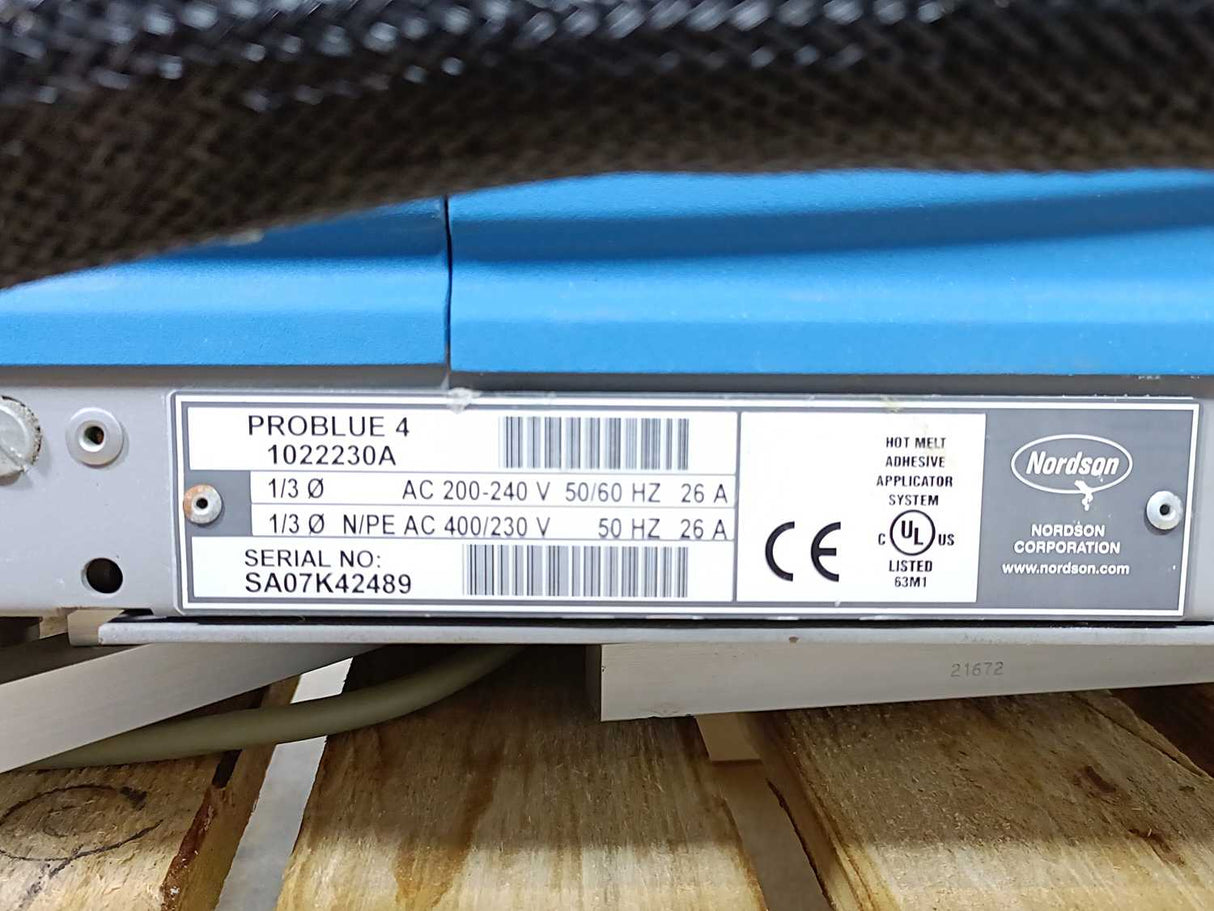 PROBLUE 4
1022230A
1/3 Ø AC 200-240 V 50/60 HZ 26 A
1/3 Ø N/PE AC 400/230 V 50 HZ 26 A
SERIAL NO:
SA07K42489
CE
HOT MELT
ADHESIVE
APPLICATOR
SYSTEM
C UL US
LISTED
63M1
Nordson
NORDSON
CORPORATION
www.nordson.com
21672